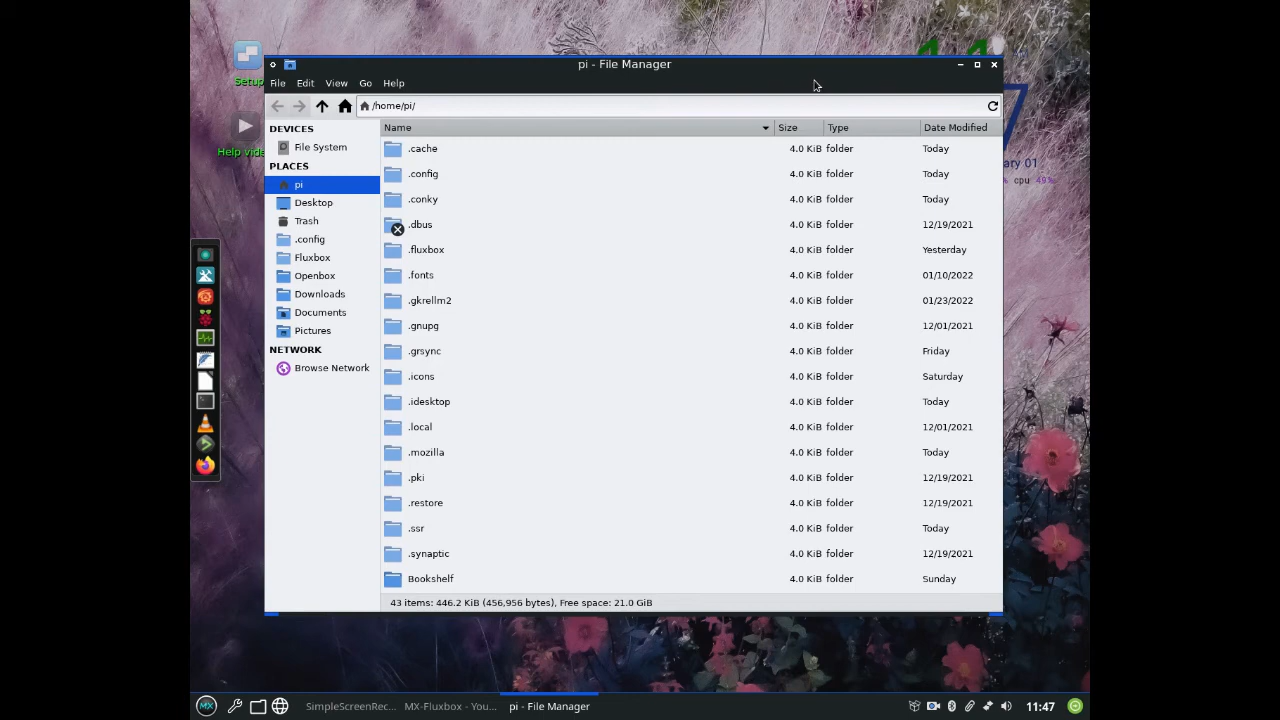 Setup
Help vide
pi - File Manager
File Edit View Go Help
/home/pi/
DEVICES
File System
PLACES
pi
Desktop
Trash
.config
Fluxbox
Openbox
Downloads
Documents
Pictures
NETWORK
Browse Network
Name Size Type Date Modified
.cache 4.0 KiB folder Today
.config 4.0 KiB folder Today
.conky 4.0 KiB folder Today
.dbus 4.0 KiB folder 12/19/2021
.fluxbox 4.0 KiB folder Yesterday
.fonts 4.0 KiB folder 01/10/2022
.gkrellm2 4.0 KiB folder 01/23/2022
.gnupg 4.0 KiB folder 12/01/2021
.grsync 4.0 KiB folder Friday
.icons 4.0 KiB folder Saturday
.idesktop 4.0 KiB folder Today
.local 4.0 KiB folder 12/01/2021
.mozilla 4.0 KiB folder Today
.pki 4.0 KiB folder 12/19/2021
.restore 4.0 KiB folder 12/19/2021
.ssr 4.0 KiB folder Today
.synaptic 4.0 KiB folder 12/19/2021
Bookshelf 4.0 KiB folder Sunday
43 items: 446.2 KiB (456,956 bytes), Free space: 21.0 GiB
7
ary 01
% cpu 49%
MX SimpleScreenRec... MX-Fluxbox - You... pi - File Manager 11:47